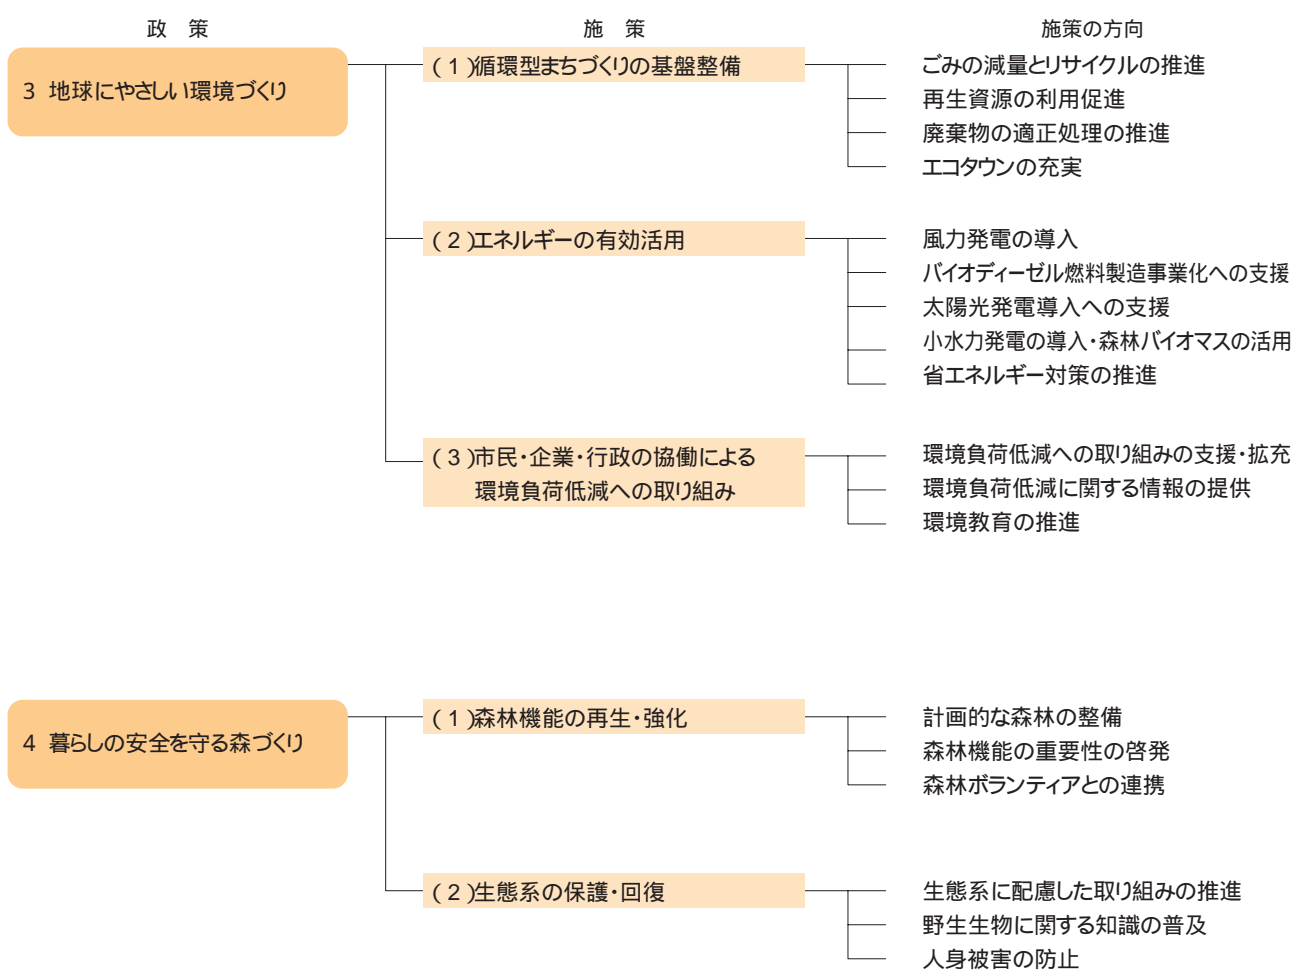 政 策
施 策
施策の方向
3 地球にやさしい環境づくり
(1)循環型まちづくりの基盤整備
ごみの減量とリサイクルの推進
再生資源の利用促進
廃棄物の適正処理の推進
エコタウンの充実
(2)エネルギーの有効活用
風力発電の導入
バイオディーゼル燃料製造事業化への支援
太陽光発電導入への支援
小水力発電の導入・森林バイオマスの活用
省エネルギー対策の推進
(3)市民・企業・行政の協働による
環境負荷低減への取り組み
環境負荷低減への取り組みの支援・拡充
環境負荷低減に関する情報の提供
環境教育の推進
4 暮らしの安全を守る森づくり
(1)森林機能の再生・強化
計画的な森林の整備
森林機能の重要性の啓発
森林ボランティアとの連携
(2)生態系の保護・回復
生態系に配慮した取り組みの推進
野生生物に関する知識の普及
人身被害の防止